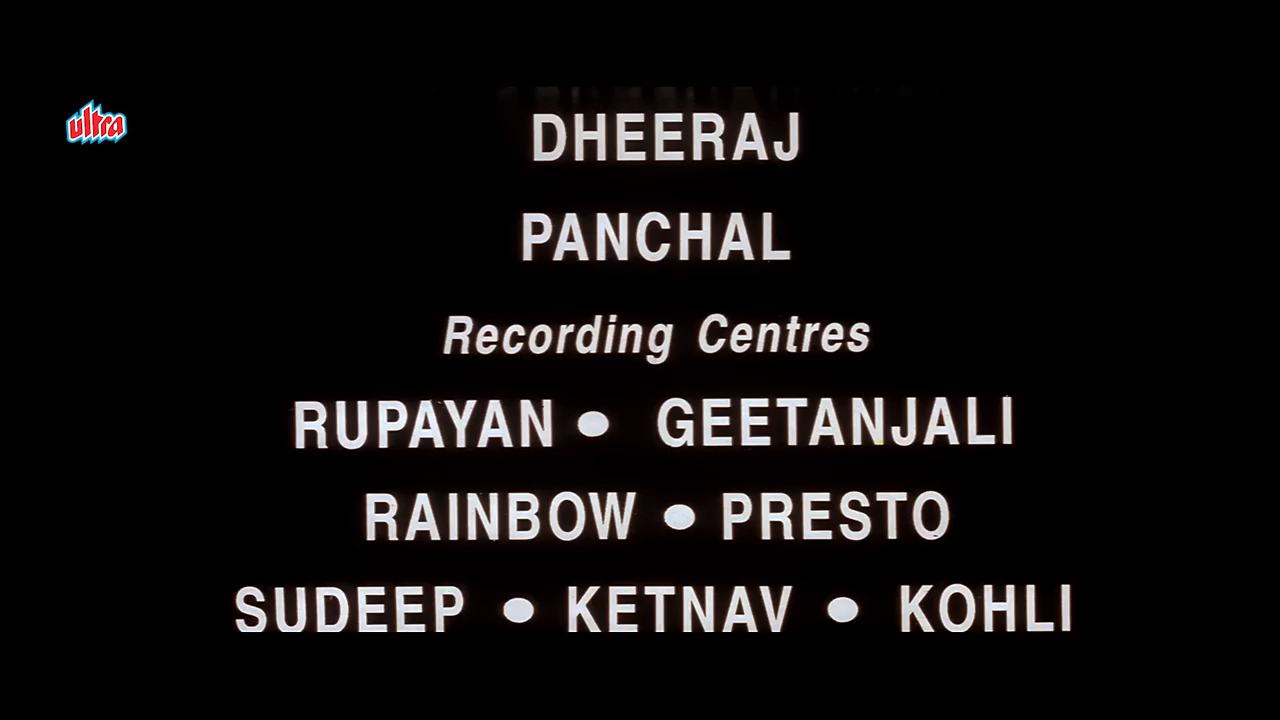 ultra
DHEERAJ
PANCHAL
Recording Centres
RUPAYAN • GEETANJALI
RAINBOW • PRESTO
SUDEEP • KETNAV • KOHLI